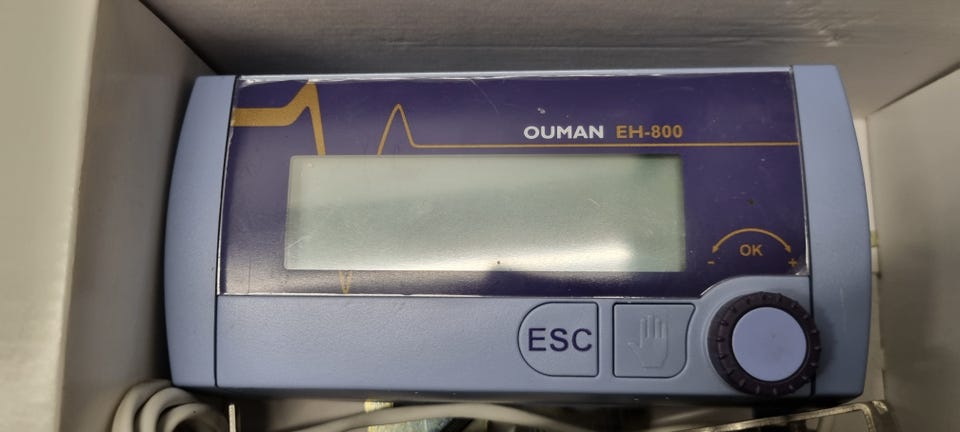 OUMAN EH-800
OK
- +
ESC